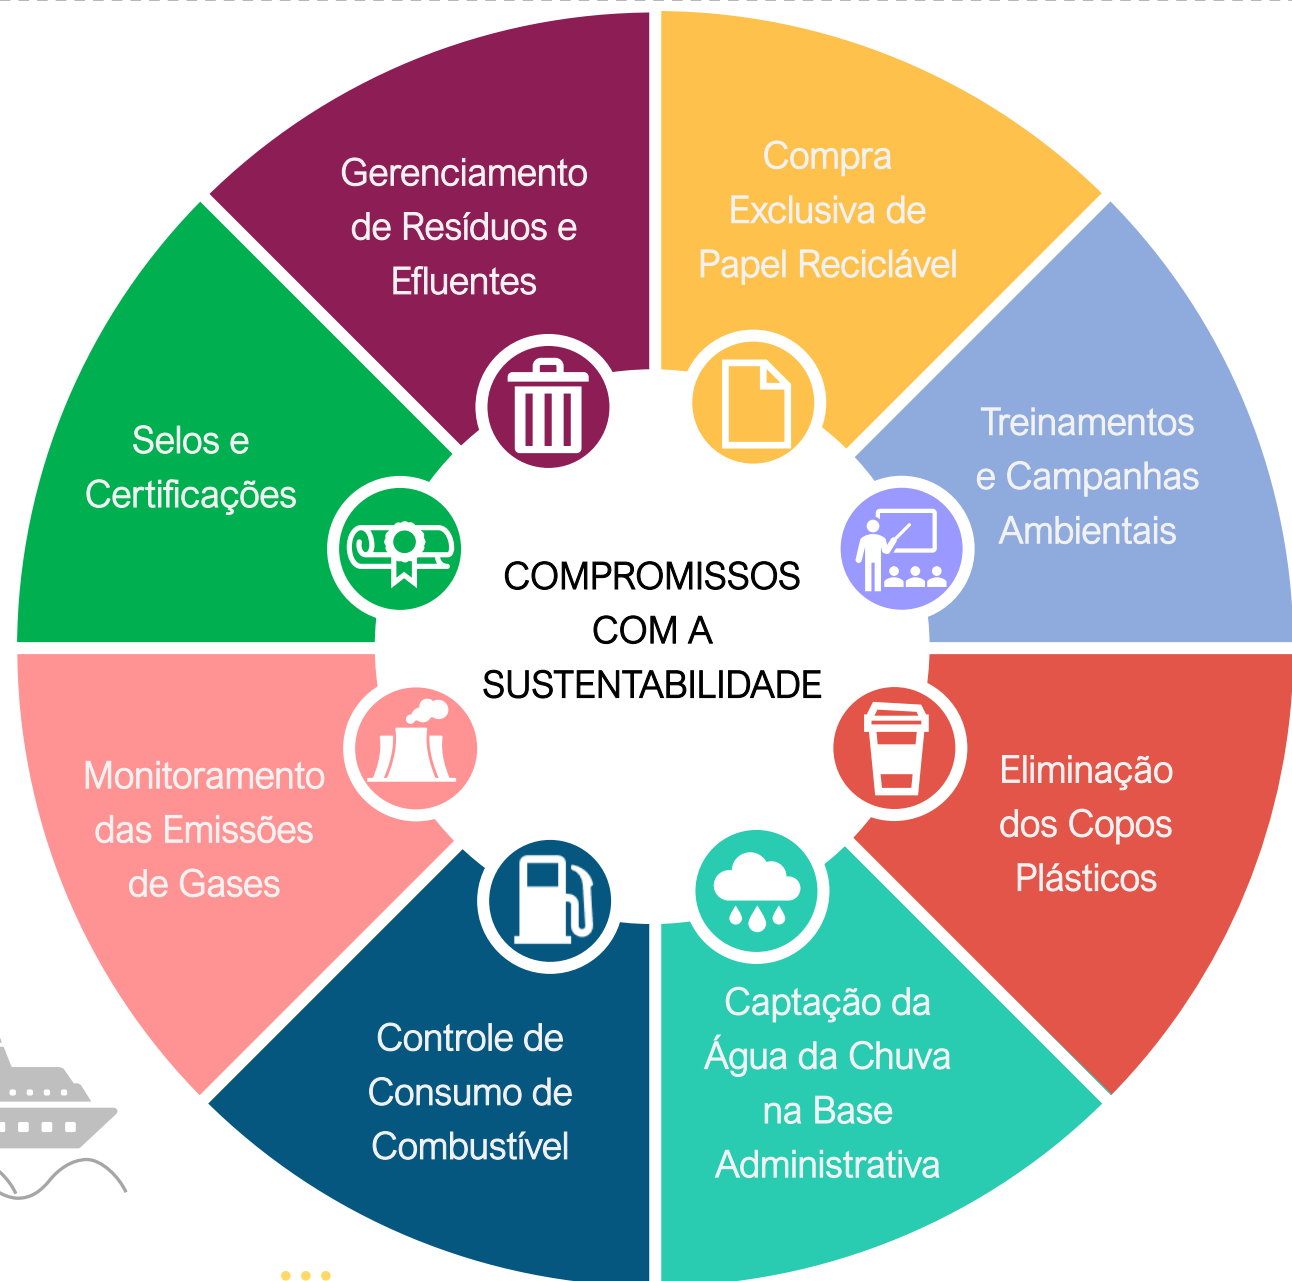 Compra
Exclusiva de
Papel Reciclável
Treinamentos
e Campanhas
Ambientais
Eliminação
dos Copos
Plásticos
Captação da
Água da Chuva
na Base
Administrativa
Controle de
Consumo de
Combustível
Monitoramento
das Emissões
de Gases
Selos e
Certificações
Gerenciamento
de Resíduos e
Efluentes
COMPROMISSOS
COM A
SUSTENTABILIDADE